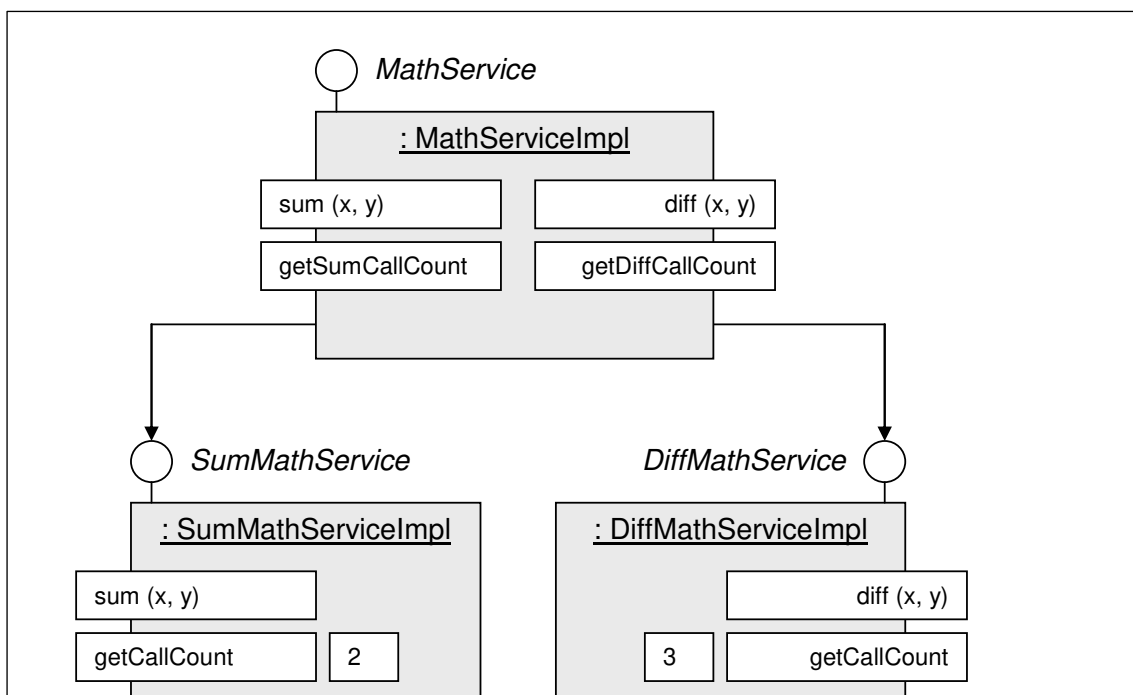 MathService
: MathServiceImpl
sum (x, y) diff (x, y)
getSumCallCount getDiffCallCount
SumMathService DiffMathService
: SumMathServiceImpl : DiffMathServiceImpl
sum (x, y) diff (x, y)
getCallCount 2 3 getCallCount